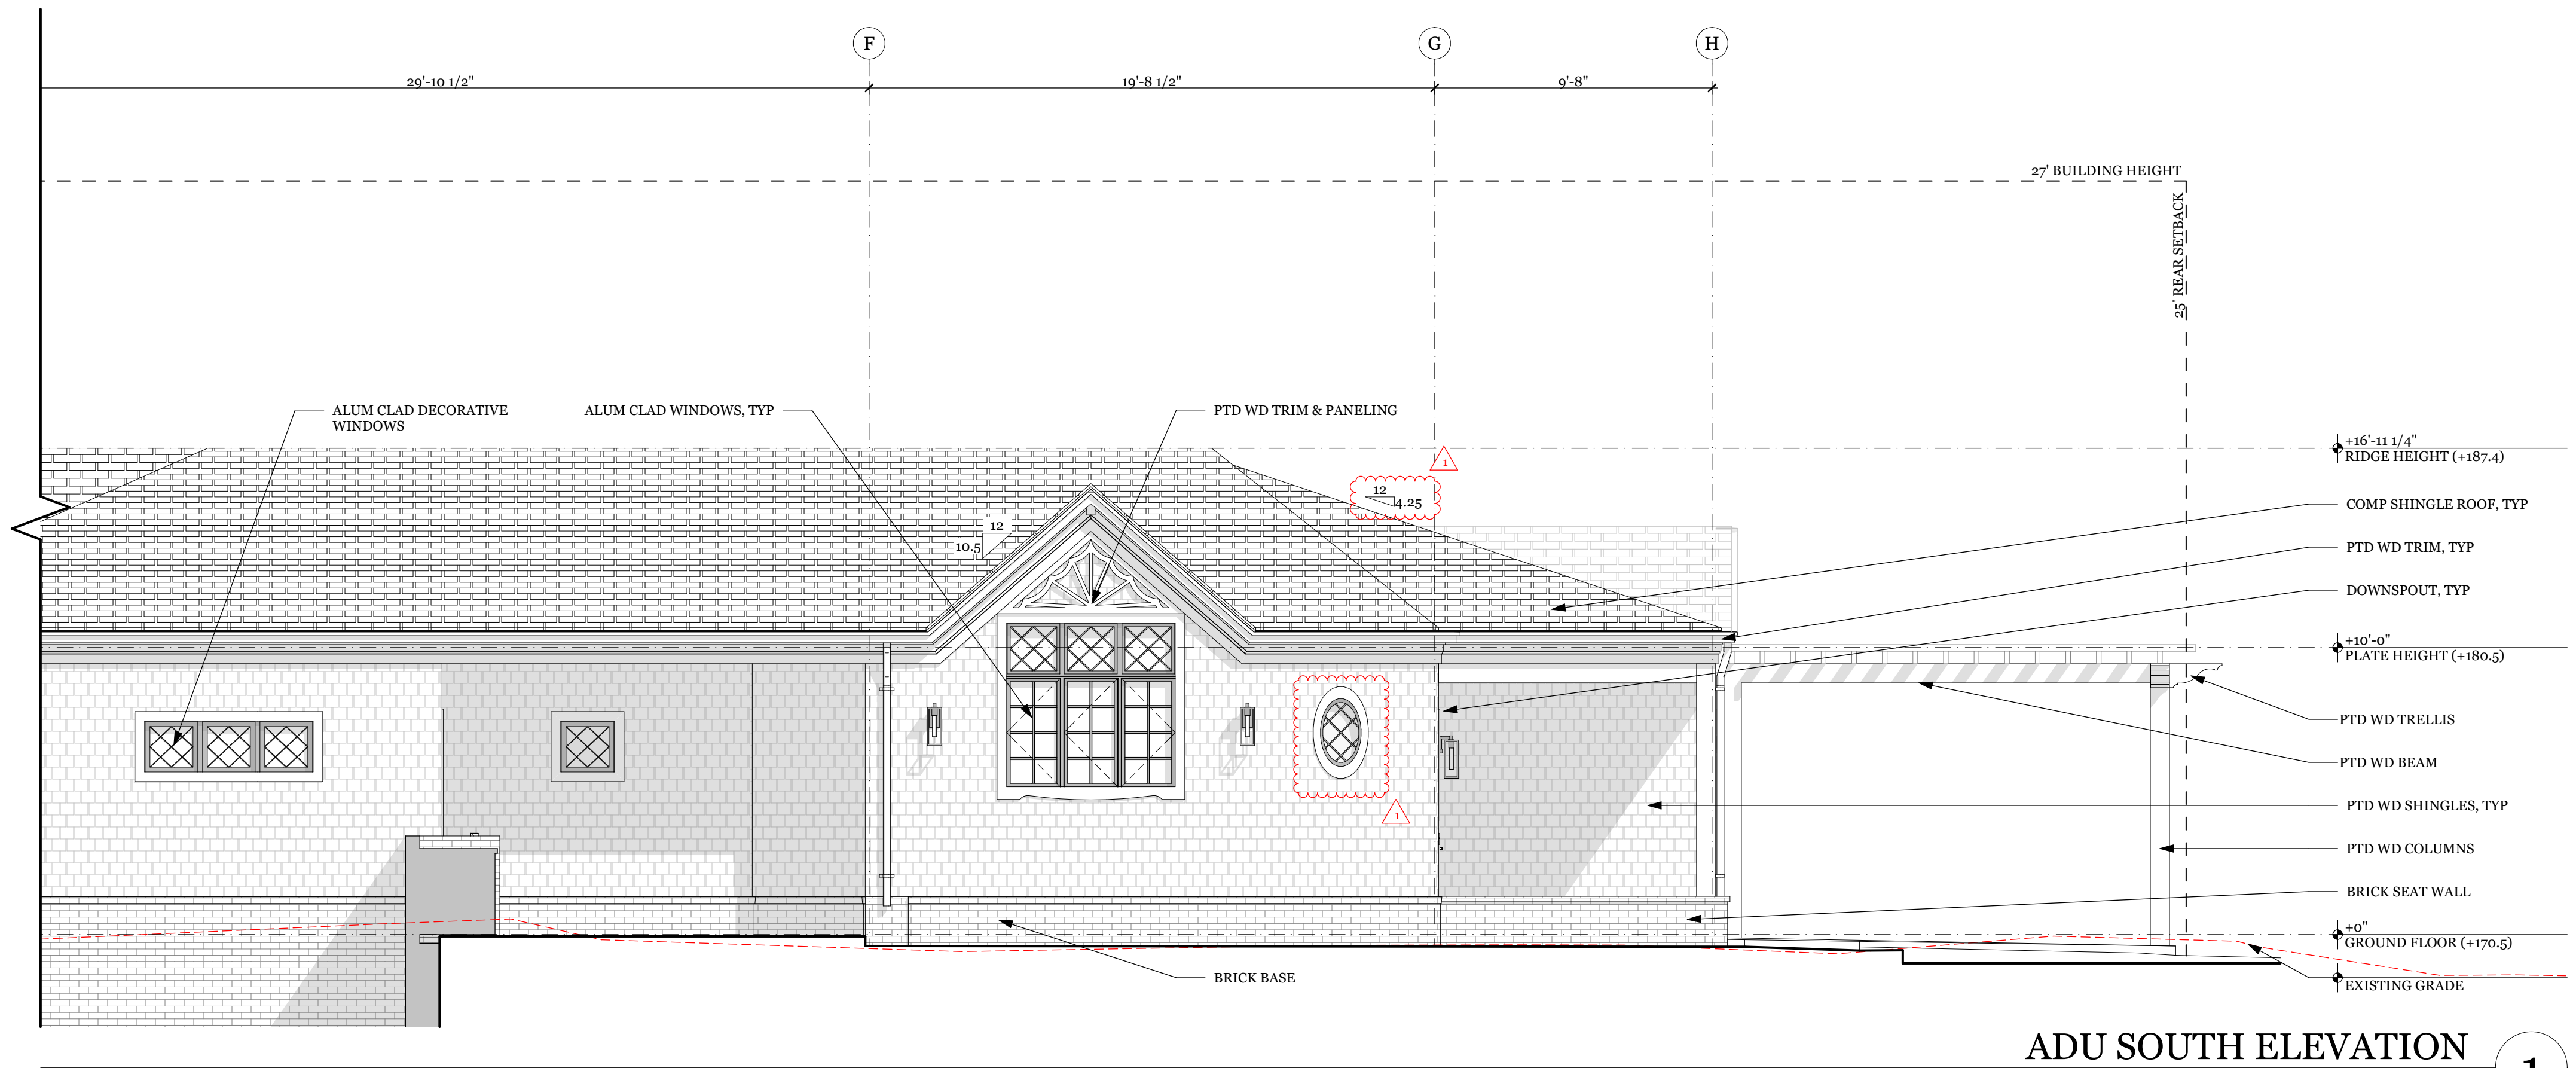 F
G
H
29'-10 1/2"
19'-8 1/2"
9'-8"
27' BUILDING HEIGHT
25' REAR SETBACK
ALUM CLAD DECORATIVE
WINDOWS
ALUM CLAD WINDOWS, TYP
PTD WD TRIM & PANELING
+16'-11 1/4"
RIDGE HEIGHT (+187.4)
1
12
4.25
12
10.5
COMP SHINGLE ROOF, TYP
PTD WD TRIM, TYP
DOWNSPOUT, TYP
+10'-0"
PLATE HEIGHT (+180.5)
PTD WD TRELLIS
PTD WD BEAM
1
PTD WD SHINGLES, TYP
PTD WD COLUMNS
BRICK SEAT WALL
+0"
GROUND FLOOR (+170.5)
BRICK BASE
EXISTING GRADE
ADU SOUTH ELEVATION
1